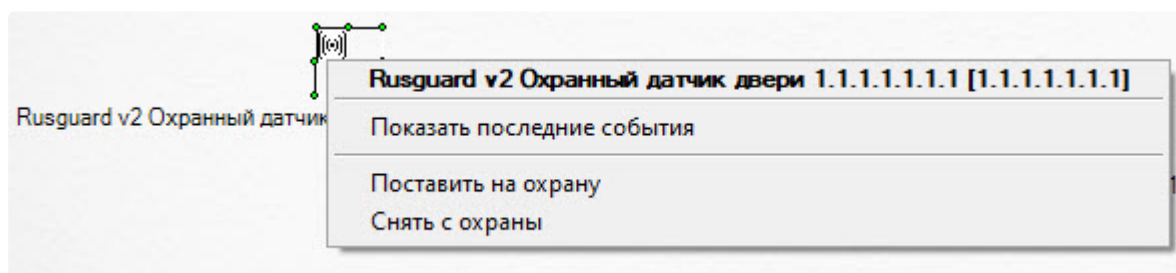 Rusguard v2 Охранный датчик двери 1.1.1.1.1.1.1 [1.1.1.1.1.1.1]
Rusguard v2 Охранный датчик
Показать последние события
Поставить на охрану
Снять с охраны